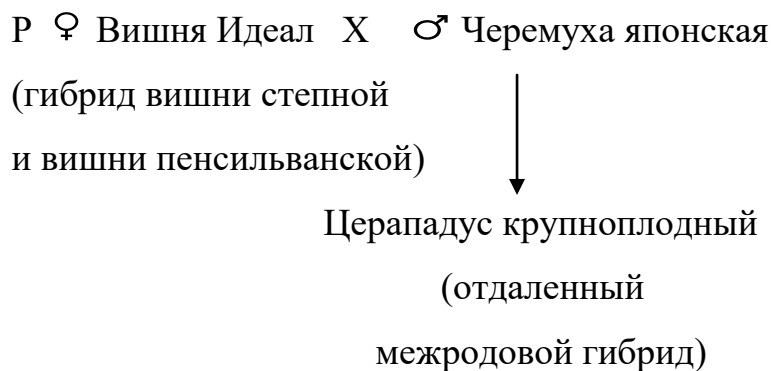 Р ♀ Вишня Идеал Х ♂ Черемуха японская
(гибрид вишни степной
и вишни пенсильванской)
Церападус крупноплодный
(отдаленный
межродовой гибрид)